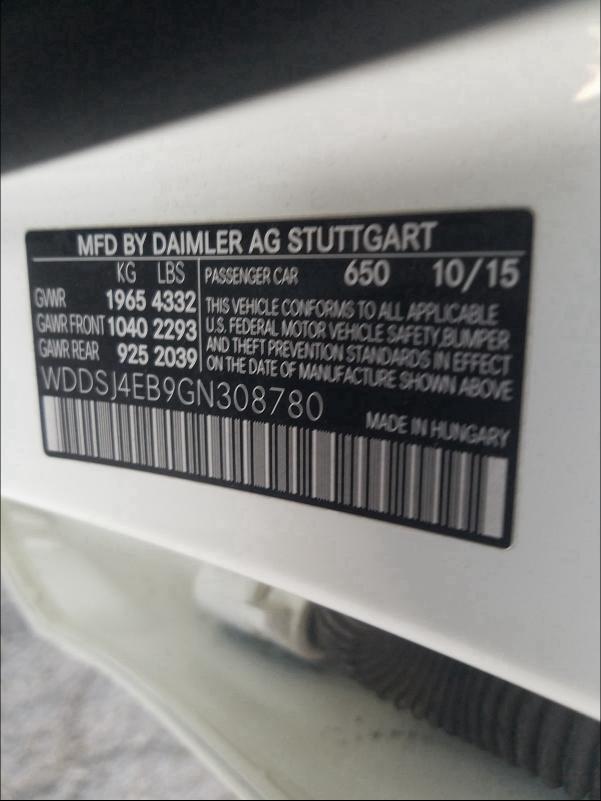 MFD BY DAIMLER AG STUTTGART
KG LBS
GVWR 1965 4332
GAWR FRONT 1040 2293
GAWR REAR 925 2039
PASSENGER CAR 650 10/15
THIS VEHICLE CONFORMS TO ALL APPLICABLE
U.S. FEDERAL MOTOR VEHICLE SAFETY,BUMPER
AND THEFT PREVENTION STANDARDS IN EFFECT
ON THE DATE OF MANUFACTURE SHOWN ABOVE
WDDSJ4EB9GN308780
MADE IN HUNGARY